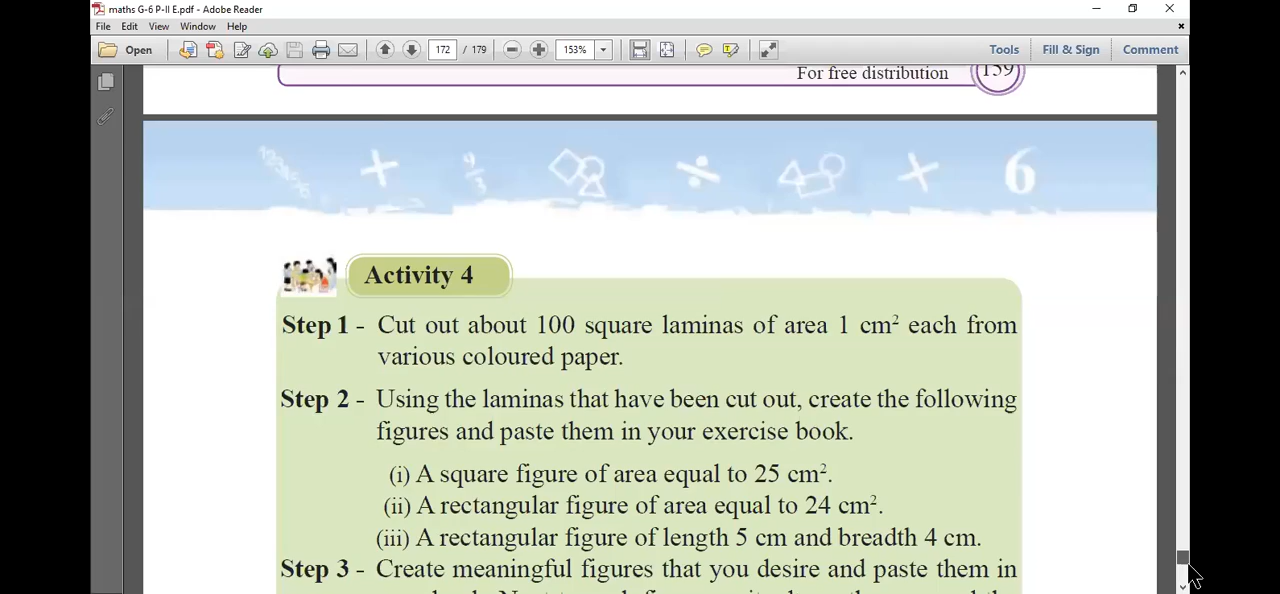 maths G-6 P-II E.pdf - Adobe Reader
File Edit View Window Help
Open 172 / 179 153% Tools Fill & Sign Comment
For free distribution 159
6
Activity 4
Step 1 - Cut out about 100 square laminas of area 1 cm² each from
various coloured paper.
Step 2 - Using the laminas that have been cut out, create the following
figures and paste them in your exercise book.
(i) A square figure of area equal to 25 cm².
(ii) A rectangular figure of area equal to 24 cm².
(iii) A rectangular figure of length 5 cm and breadth 4 cm.
Step 3 - Create meaningful figures that you desire and paste them in